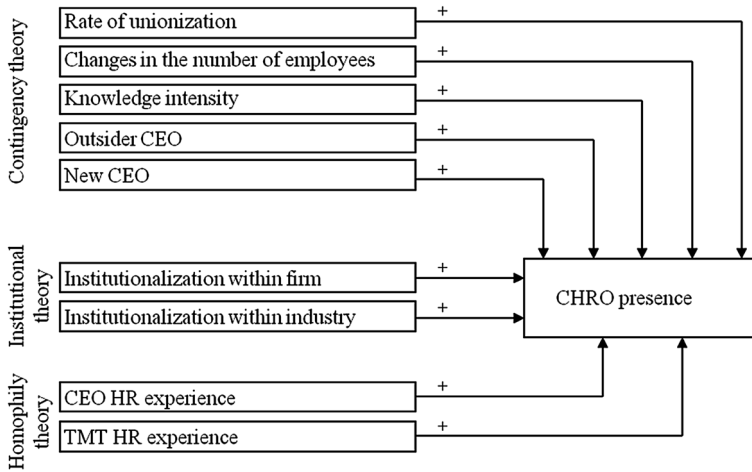 Contingency theory
Rate of unionization
+
Changes in the number of employees
+
Knowledge intensity
+
Outsider CEO
+
New CEO
+
Institutional
theory
Institutionalization within firm
+
Institutionalization within industry
+
CHRO presence
Homophily
theory
CEO HR experience
+
TMT HR experience
+